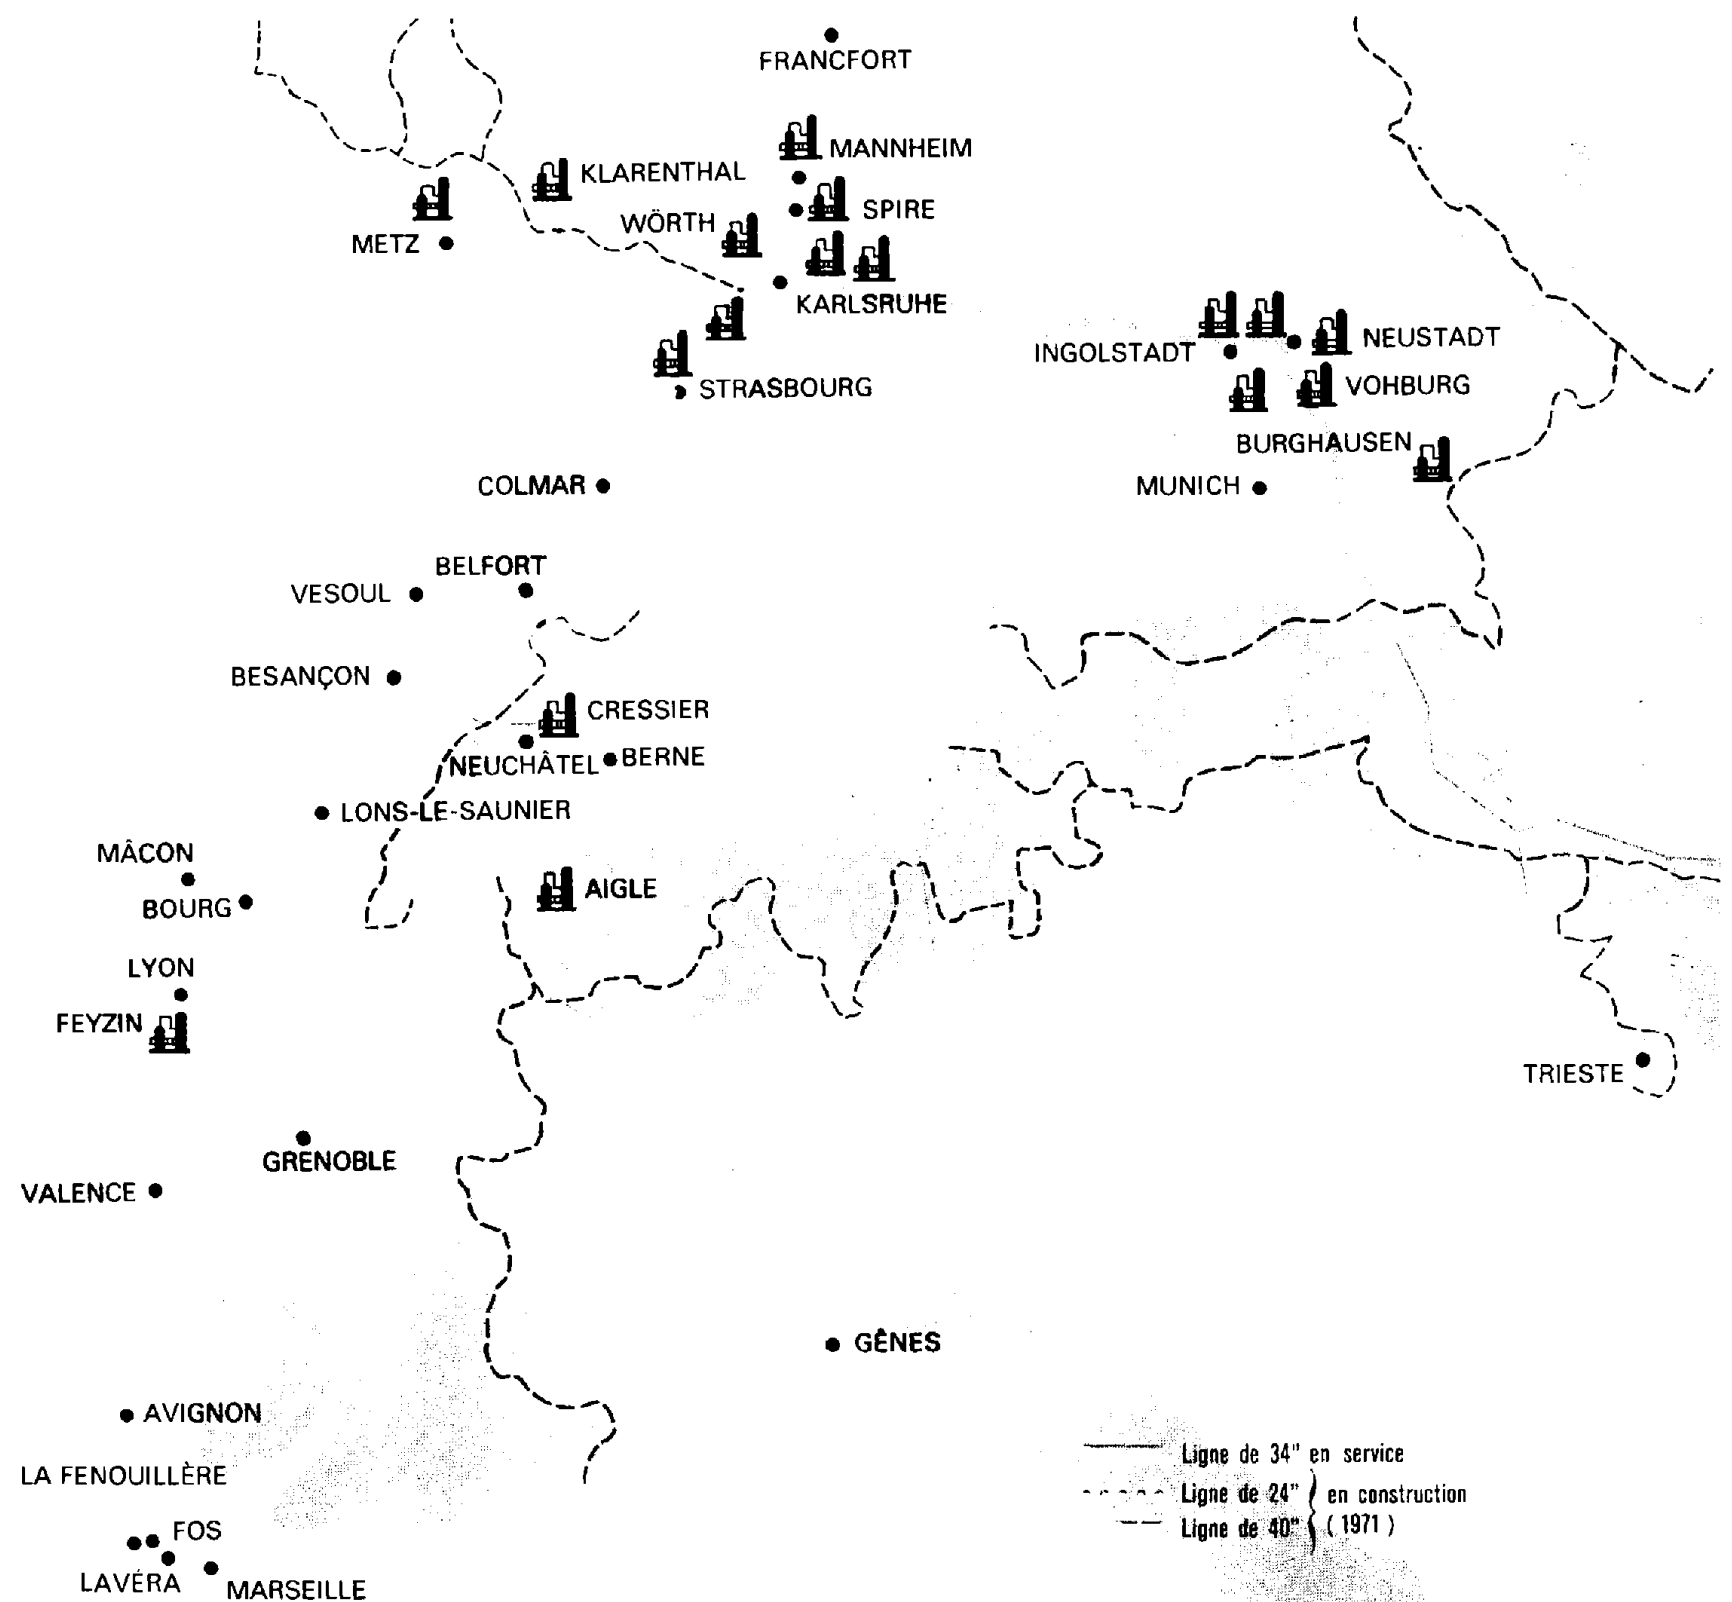 FRANCFORT
MANNHEIM
KLARENTHAL
SPIRE
WÖRTH
METZ
KARLSRUHE
INGOLSTADT
NEUSTADT
STRASBOURG
VOHBURG
BURGHAUSEN
COLMAR
MUNICH
BELFORT
VESOUL
BESANÇON
CRESSIER
NEUCHÂTEL
BERNE
LONS-LE-SAUNIER
MÂCON
BOURG
AIGLE
LYON
FEYZIN
TRIESTE
GRENOBLE
VALENCE
GÊNES
AVIGNON
LA FENOUILLÈRE
FOS
LAVÉRA
MARSEILLE
Ligne de 34" en service
Ligne de 24" en construction
Ligne de 40" (1971)